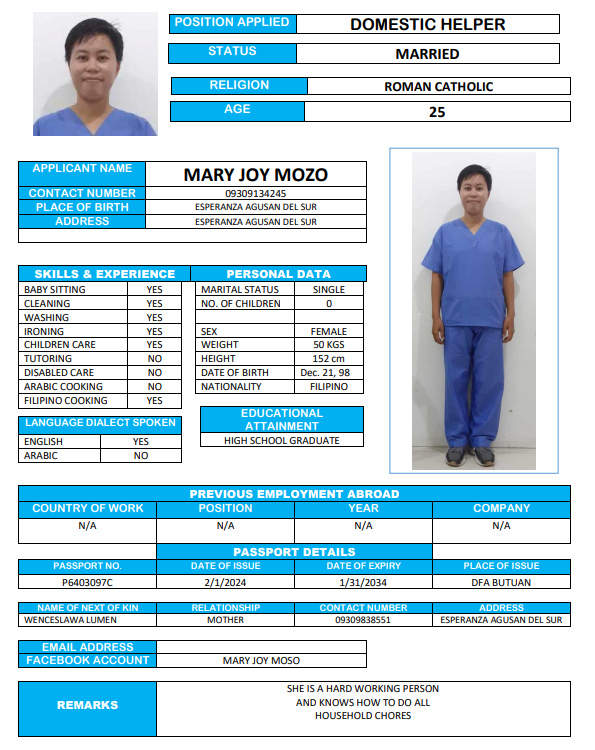 POSITION APPLIED DOMESTIC HELPER
STATUS MARRIED
RELIGION ROMAN CATHOLIC
AGE 25
APPLICANT NAME MARY JOY MOZO
CONTACT NUMBER 09309134245
PLACE OF BIRTH ESPERANZA AGUSAN DEL SUR
ADDRESS ESPERANZA AGUSAN DEL SUR
SKILLS & EXPERIENCE
BABY SITTING YES
CLEANING YES
WASHING YES
IRONING YES
CHILDREN CARE YES
TUTORING NO
DISABLED CARE NO
ARABIC COOKING NO
FILIPINO COOKING YES
PERSONAL DATA
MARITAL STATUS SINGLE
NO. OF CHILDREN 0
SEX FEMALE
WEIGHT 50 KGS
HEIGHT 152 cm
DATE OF BIRTH Dec. 21, 98
NATIONALITY FILIPINO
LANGUAGE DIALECT SPOKEN
ENGLISH YES
ARABIC NO
EDUCATIONAL
ATTAINMENT
HIGH SCHOOL GRADUATE
PREVIOUS EMPLOYMENT ABROAD
COUNTRY OF WORK POSITION YEAR COMPANY
N/A N/A N/A N/A
PASSPORT DETAILS
PASSPORT NO. DATE OF ISSUE DATE OF EXPIRY PLACE OF ISSUE
P6403097C 2/1/2024 1/31/2034 DFA BUTUAN
NAME OF NEXT OF KIN RELATIONSHIP CONTACT NUMBER ADDRESS
WENCESLAWA LUMEN MOTHER 09309838551 ESPERANZA AGUSAN DEL SUR
EMAIL ADDRESS
FACEBOOK ACCOUNT MARY JOY MOSO
REMARKS
SHE IS A HARD WORKING PERSON
AND KNOWS HOW TO DO ALL
HOUSEHOLD CHORES